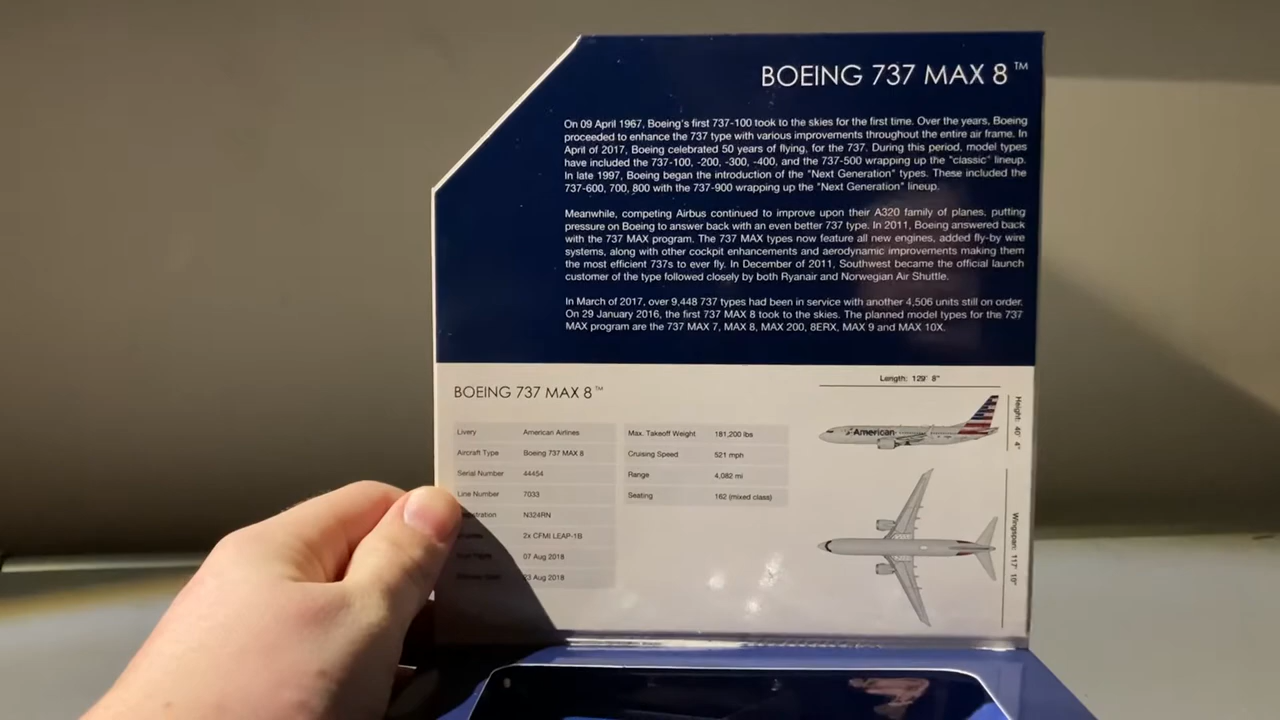 BOEING 737 MAX 8™
On 09 April 1967, Boeing's first 737-100 took to the skies for the first time. Over the years, Boeing
proceeded to enhance the 737 type with various improvements throughout the entire air frame. In
April of 2017, Boeing celebrated 50 years of flying, for the 737. During this period, model types
have included the 737-100, -200, -300, -400, and the 737-500 wrapping up the "classic" lineup.
In late 1997, Boeing began the introduction of the "Next Generation" types. These included the
737-600, 700, 800 with the 737-900 wrapping up the "Next Generation" lineup.
Meanwhile, competing Airbus continued to improve upon their A320 family of planes, putting
pressure on Boeing to answer back with an even better 737 type. In 2011, Boeing answered back
with the 737 MAX program. The 737 MAX types now feature all new engines, added fly-by wire
systems, along with other cockpit enhancements and aerodynamic improvements making them
the most efficient 737s to ever fly. In December of 2011, Southwest became the official launch
customer of the type followed closely by both Ryanair and Norwegian Air Shuttle.
In March of 2017, over 9,448 737 types had been in service with another 4,506 units still on order.
On 29 January 2016, the first 737 MAX 8 took to the skies. The planned model types for the 737
MAX program are the 737 MAX 7, MAX 8, MAX 200, 8ERX, MAX 9 and MAX 10X.
BOEING 737 MAX 8™
Livery American Airlines
Aircraft Type Boeing 737 MAX 8
Serial Number 44454
Line Number 7033
N324RN
2x CFMI LEAP-1B
07 Aug 2018
Aug 2018
Max. Takeoff Weight 181,200 lbs
Cruising Speed 521 mph
Range 4,082 mi
Seating 162 (mixed class)
Length: 129' 8"
American
Height: 40' 4"
Wingspan: 117' 10"